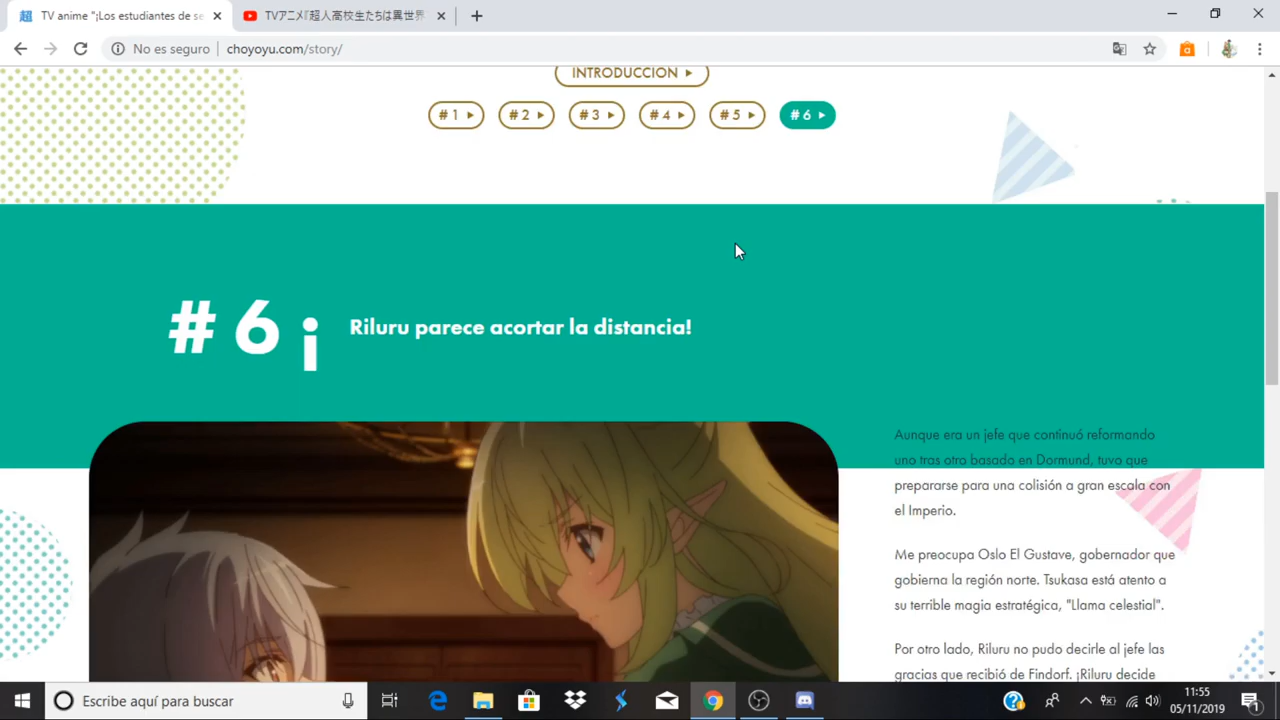 TV anime "¡Los estudiantes de se
TVアニメ『超人高校生たちは異世界
No es seguro
choyoyu.com/story/
INTRODUCCION
# 1
# 2
# 3
# 4
# 5
# 6
# 6 ¡
Riluru parece acortar la distancia!
Aunque era un jefe que continuó reformando
uno tras otro basada en Dormund, tuvo que
prepararse para una colisión a gran escala con
el Imperio.
Me preocupa Oslo El Gustave, gobernador que
gobierna la región norte. Tsukasa está atento a
su terrible magia estratégica, "Llama celestial".
Por otro lado, Riluru no pudo decirle al jefe las
gracias que recibió de Findorf. ¡Riluru decide
Escribe aquí para buscar
11:55
05/11/2019